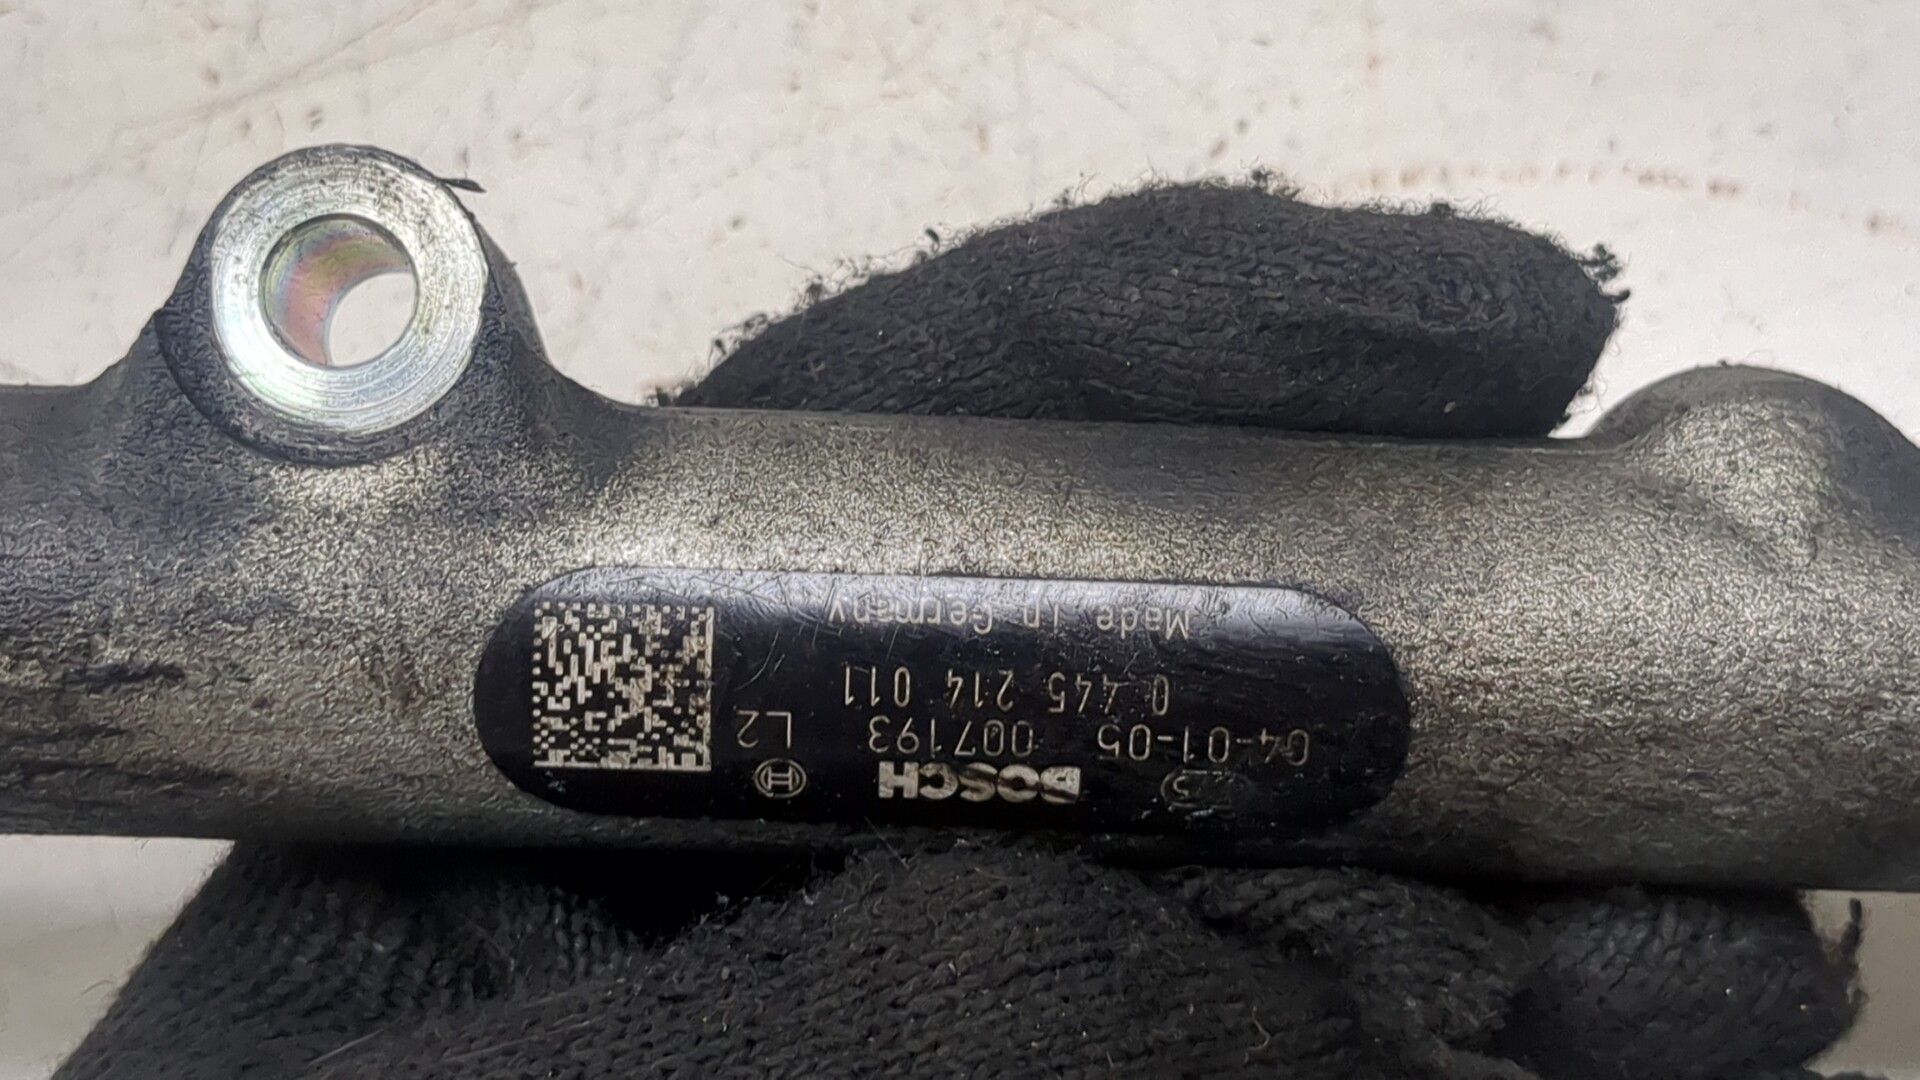 BOSCH
04-01-05 007193 L2
0 445 214 011
Made in Germany